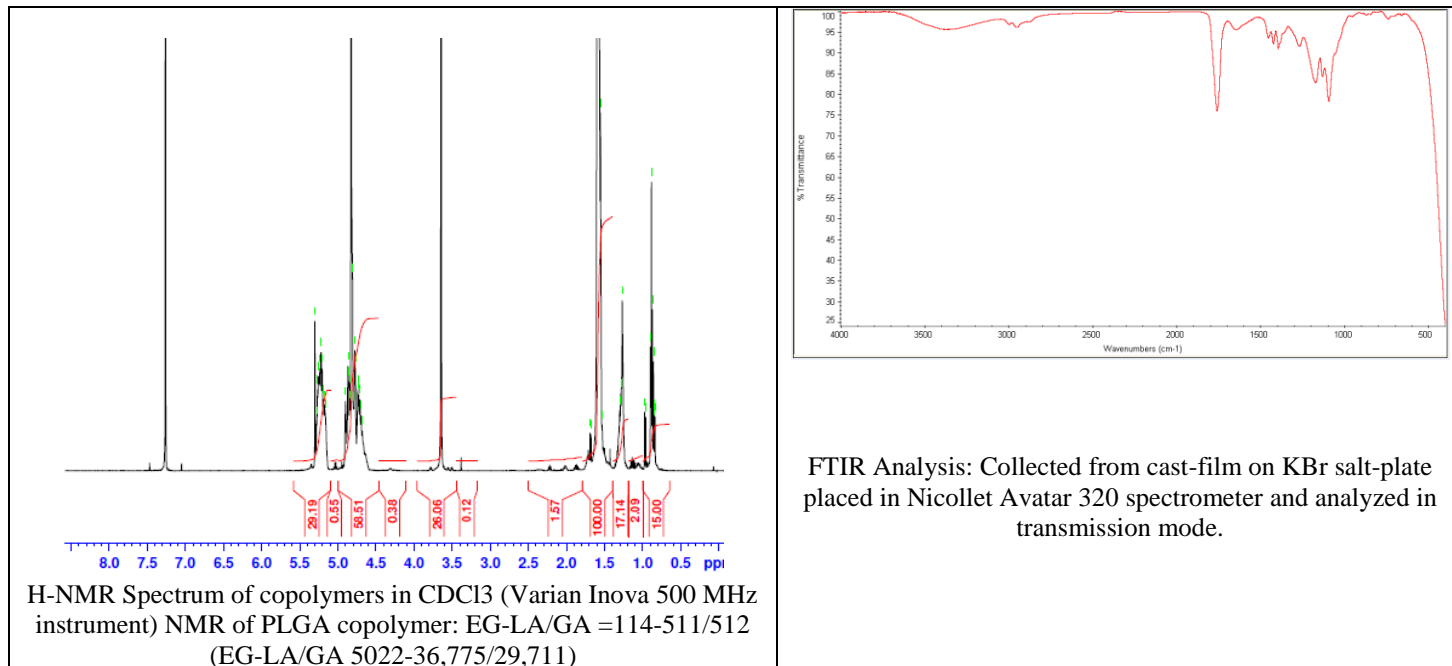 29.19
0.55
58.51
0.38
26.06
0.12
1.57
100.00
17.14
2.09
15.00
8.0 7.5 7.0 6.5 6.0 5.5 5.0 4.5 4.0 3.5 3.0 2.5 2.0 1.5 1.0 0.5 ppm
H-NMR Spectrum of copolymers in CDCl3 (Varian Inova 500 MHz
instrument) NMR of PLGA copolymer: EG-LA/GA =114-511/512
(EG-LA/GA 5022-36,775/29,711)
100
95
90
85
80
75
70
65
60
55
50
45
40
35
30
25
% Transmittance
4000 3500 3000 2500 2000 1500 1000 500
Wavenumbers (cm-1)
FTIR Analysis: Collected from cast-film on KBr salt-plate
placed in Nicollet Avatar 320 spectrometer and analyzed in
transmission mode.